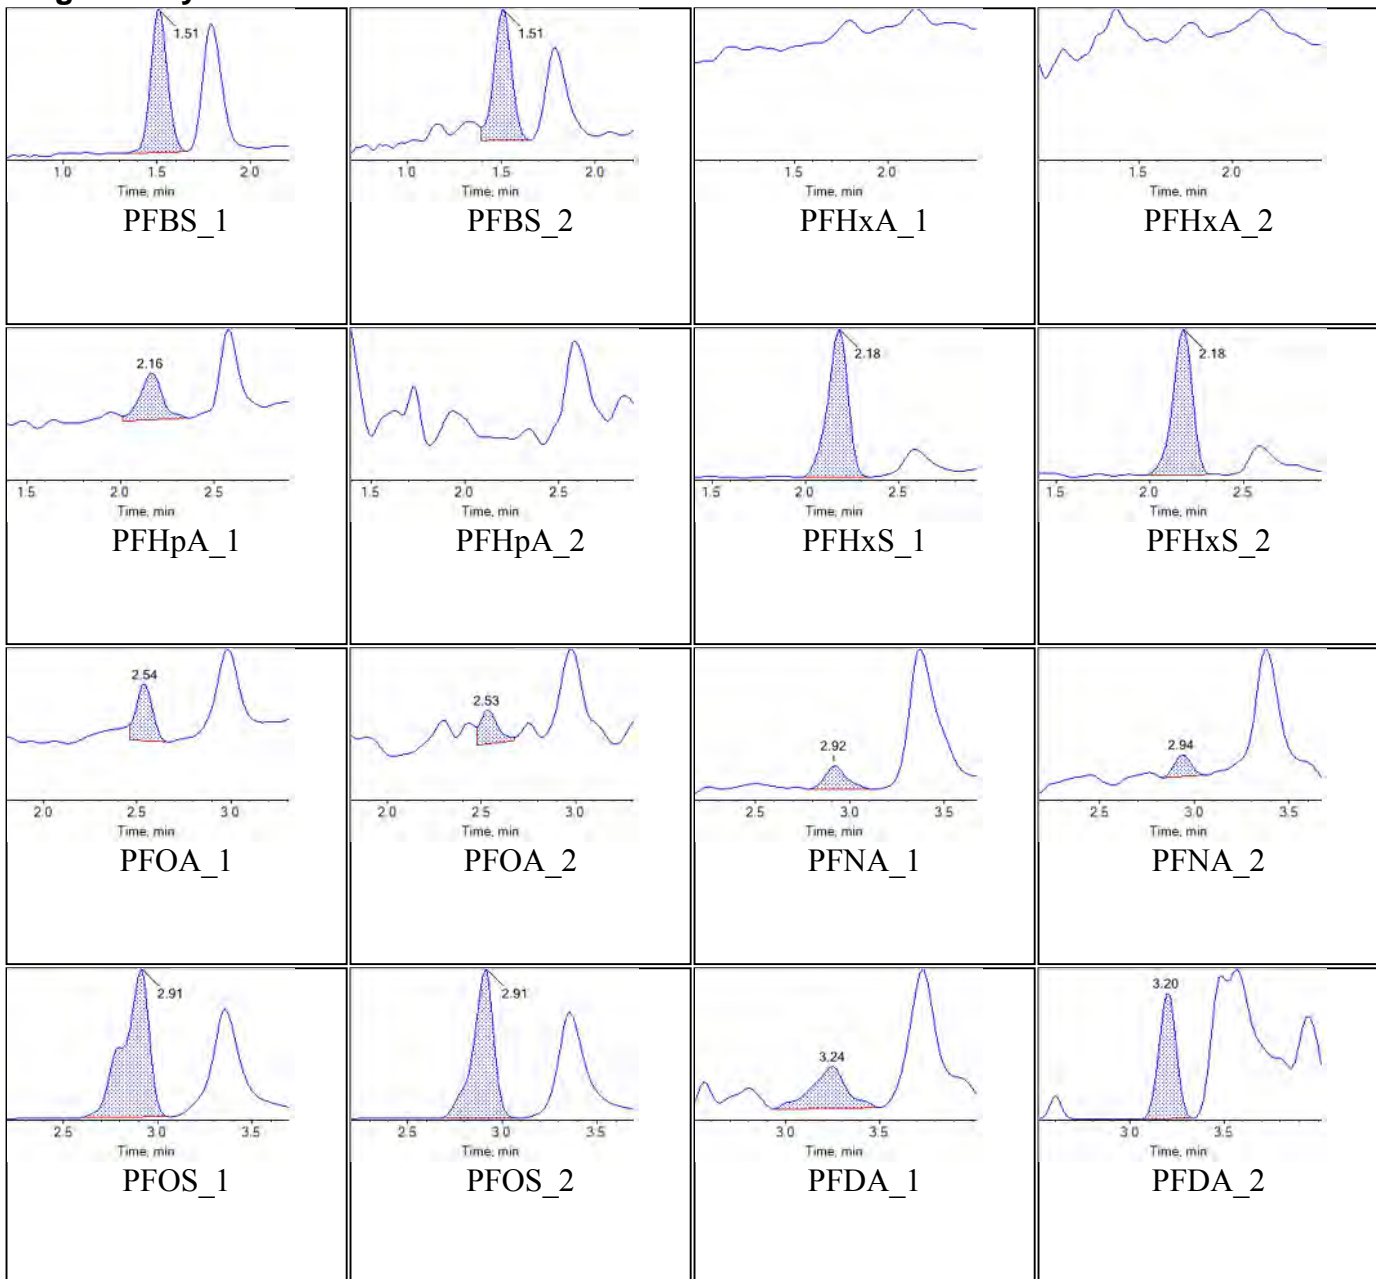 1.51 1.51
1.0 1.5 2.0 1.0 1.5 2.0 1.5 2.0 1.5 2.0
Time, min Time, min Time, min Time, min
PFBS_1 PFBS_2 PFHxA_1 PFHxA_2
2.16 2.18 2.18
1.5 2.0 2.5 1.5 2.0 2.5 1.5 2.0 2.5 1.5 2.0 2.5
Time, min Time, min Time, min Time, min
PFHpA_1 PFHpA_2 PFHxS_1 PFHxS_2
2.54 2.53 2.92 2.94
2.0 2.5 3.0 2.0 2.5 3.0 2.5 3.0 3.5 2.5 3.0 3.5
Time, min Time, min Time, min Time, min
PFOA_1 PFOA_2 PFNA_1 PFNA_2
2.91 2.91 3.24 3.20
2.5 3.0 3.5 2.5 3.0 3.5 3.0 3.5 3.0 3.5
Time, min Time, min Time, min Time, min
PFOS_1 PFOS_2 PFDA_1 PFDA_2